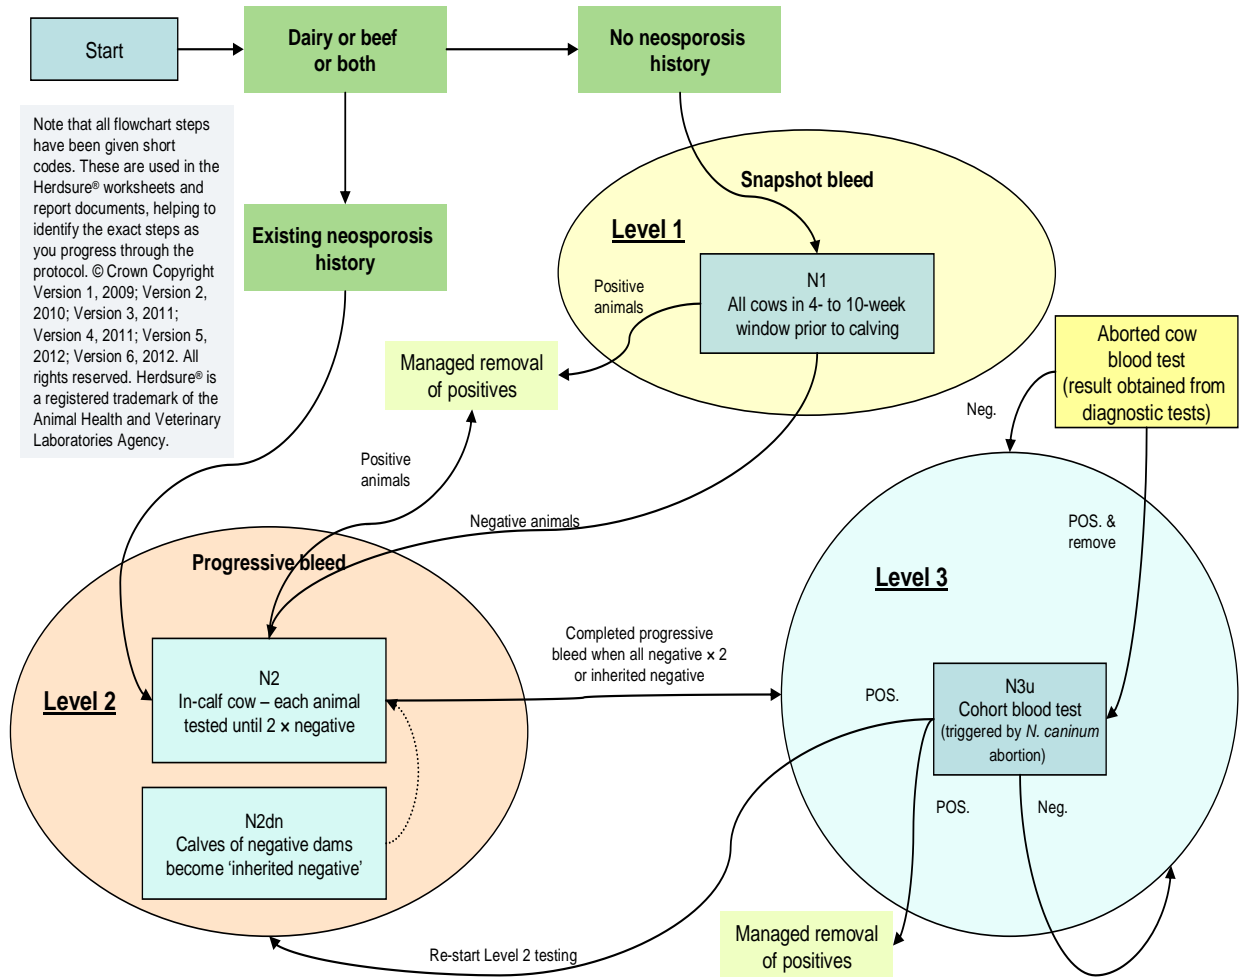 Start
Dairy or beef
or both
No neosporosis
history
Note that all flowchart steps
have been given short
codes. These are used in the
Herdsure® worksheets and
report documents, helping to
identify the exact steps as
you progress through the
protocol. © Crown Copyright
Version 1, 2009; Version 2,
2010; Version 3, 2011;
Version 4, 2011; Version 5,
2012; Version 6, 2012. All
rights reserved. Herdsure® is
a registered trademark of the
Animal Health and Veterinary
Laboratories Agency.
Existing neosporosis
history
Snapshot bleed
Level 1
N1
All cows in 4- to 10-week
window prior to calving
Positive
animals
Managed removal
of positives
Aborted cow
blood test
(result obtained from
diagnostic tests)
Neg.
Positive
animals
Negative animals
POS. &
remove
Progressive bleed
Level 2
N2
In-calf cow – each animal
tested until 2 × negative
N2dn
Calves of negative dams
become ‘inherited negative’
Completed progressive
bleed when all negative × 2
or inherited negative
Level 3
POS.
N3u
Cohort blood test
(triggered by N. caninum
abortion)
POS.
Neg.
Re-start Level 2 testing
Managed removal
of positives